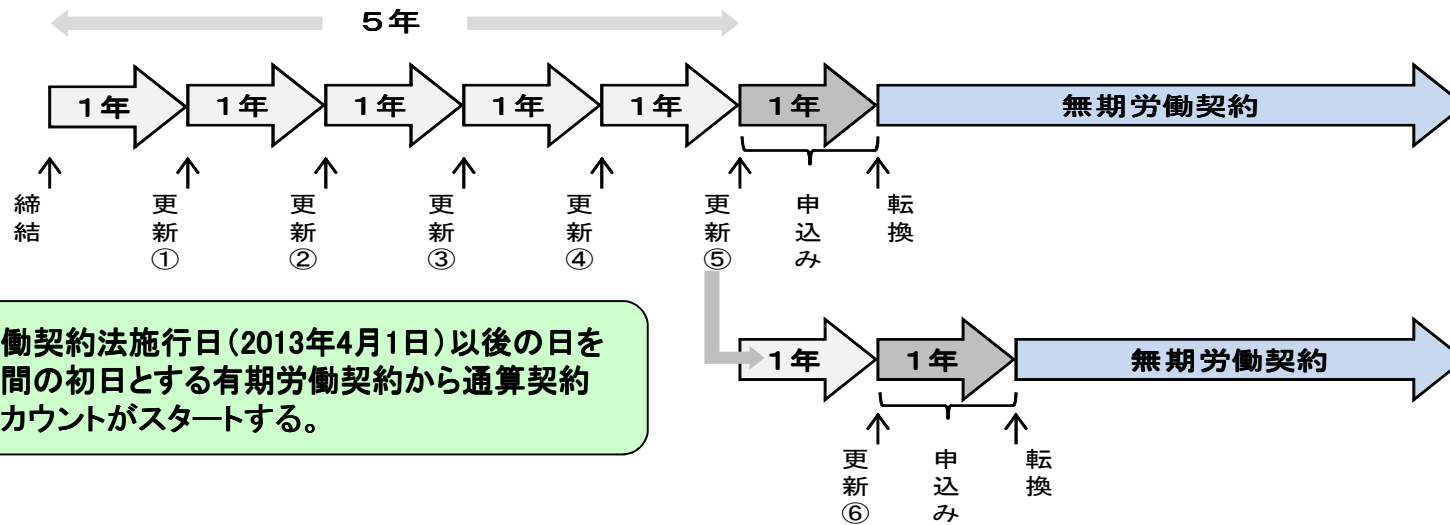 ５年
１年
１年
１年
１年
１年
１年
無期労働契約
締結
更新①
更新②
更新③
更新④
更新⑤
申込み
転換
働契約法施行日（2013年4月1日）以後の日を
間の初日とする有期労働契約から通算契約
カウントがスタートする。
１年
１年
無期労働契約
更新⑥
申込み
転換